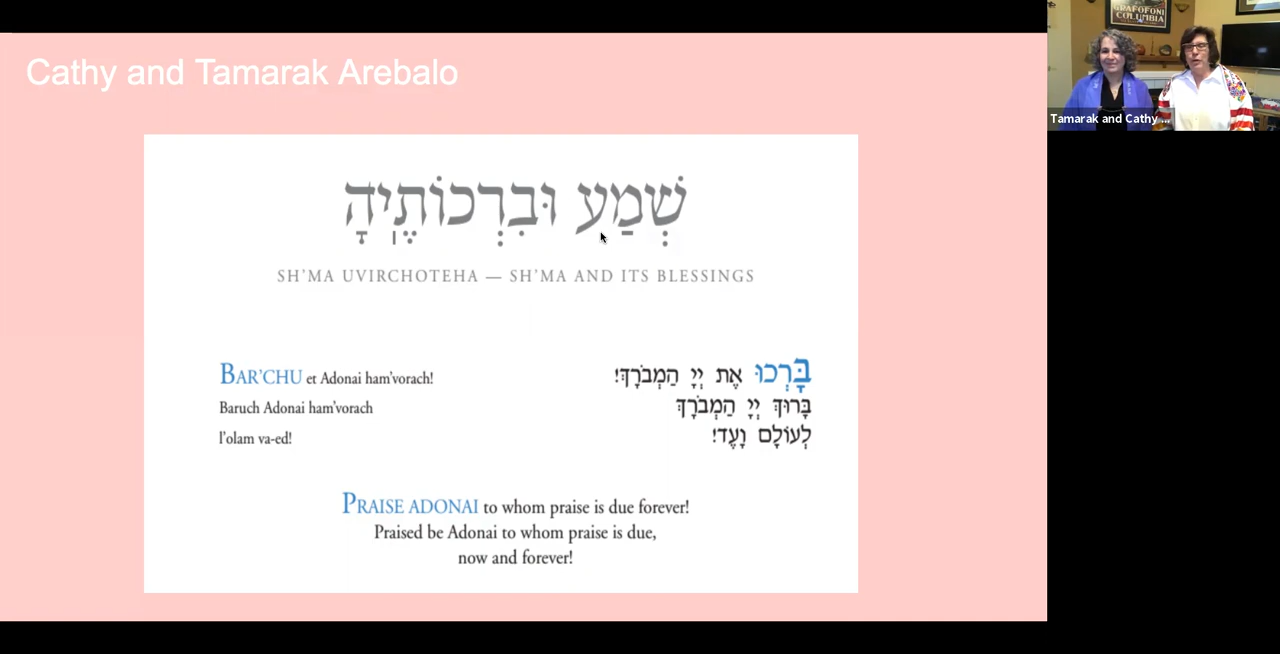 Cathy and Tamarak Arebalo
GRAFOFONI
COLUMBIA
Tamarak and Cathy ...
שְׁמַע וּבִרְכוֹתֶֽיהָ
SH'MA UVIRCHOTEHA — SH'MA AND ITS BLESSINGS
BAR'CHU et Adonai ham'vorach!
Baruch Adonai ham'vorach
l'olam va-ed!
בָּרְכוּ אֶת יְיָ הַמְבֹרָךְ!
בָּרוּךְ יְיָ הַמְבֹרָךְ
לְעוֹלָם וָעֶד!
PRAISE ADONAI to whom praise is due forever!
Praised be Adonai to whom praise is due,
now and forever!